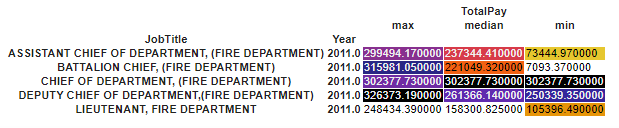 TotalPay
max median min
JobTitle Year
ASSISTANT CHIEF OF DEPARTMENT, (FIRE DEPARTMENT) 2011.0 299494.170000 237344.410000 73444.970000
BATTALION CHIEF, (FIRE DEPARTMENT) 2011.0 315981.050000 221049.320000 7093.370000
CHIEF OF DEPARTMENT, (FIRE DEPARTMENT) 2011.0 302377.730000 302377.730000 302377.730000
DEPUTY CHIEF OF DEPARTMENT,(FIRE DEPARTMENT) 2011.0 326373.190000 261366.140000 250339.350000
LIEUTENANT, FIRE DEPARTMENT 2011.0 248434.390000 158300.825000 105396.490000